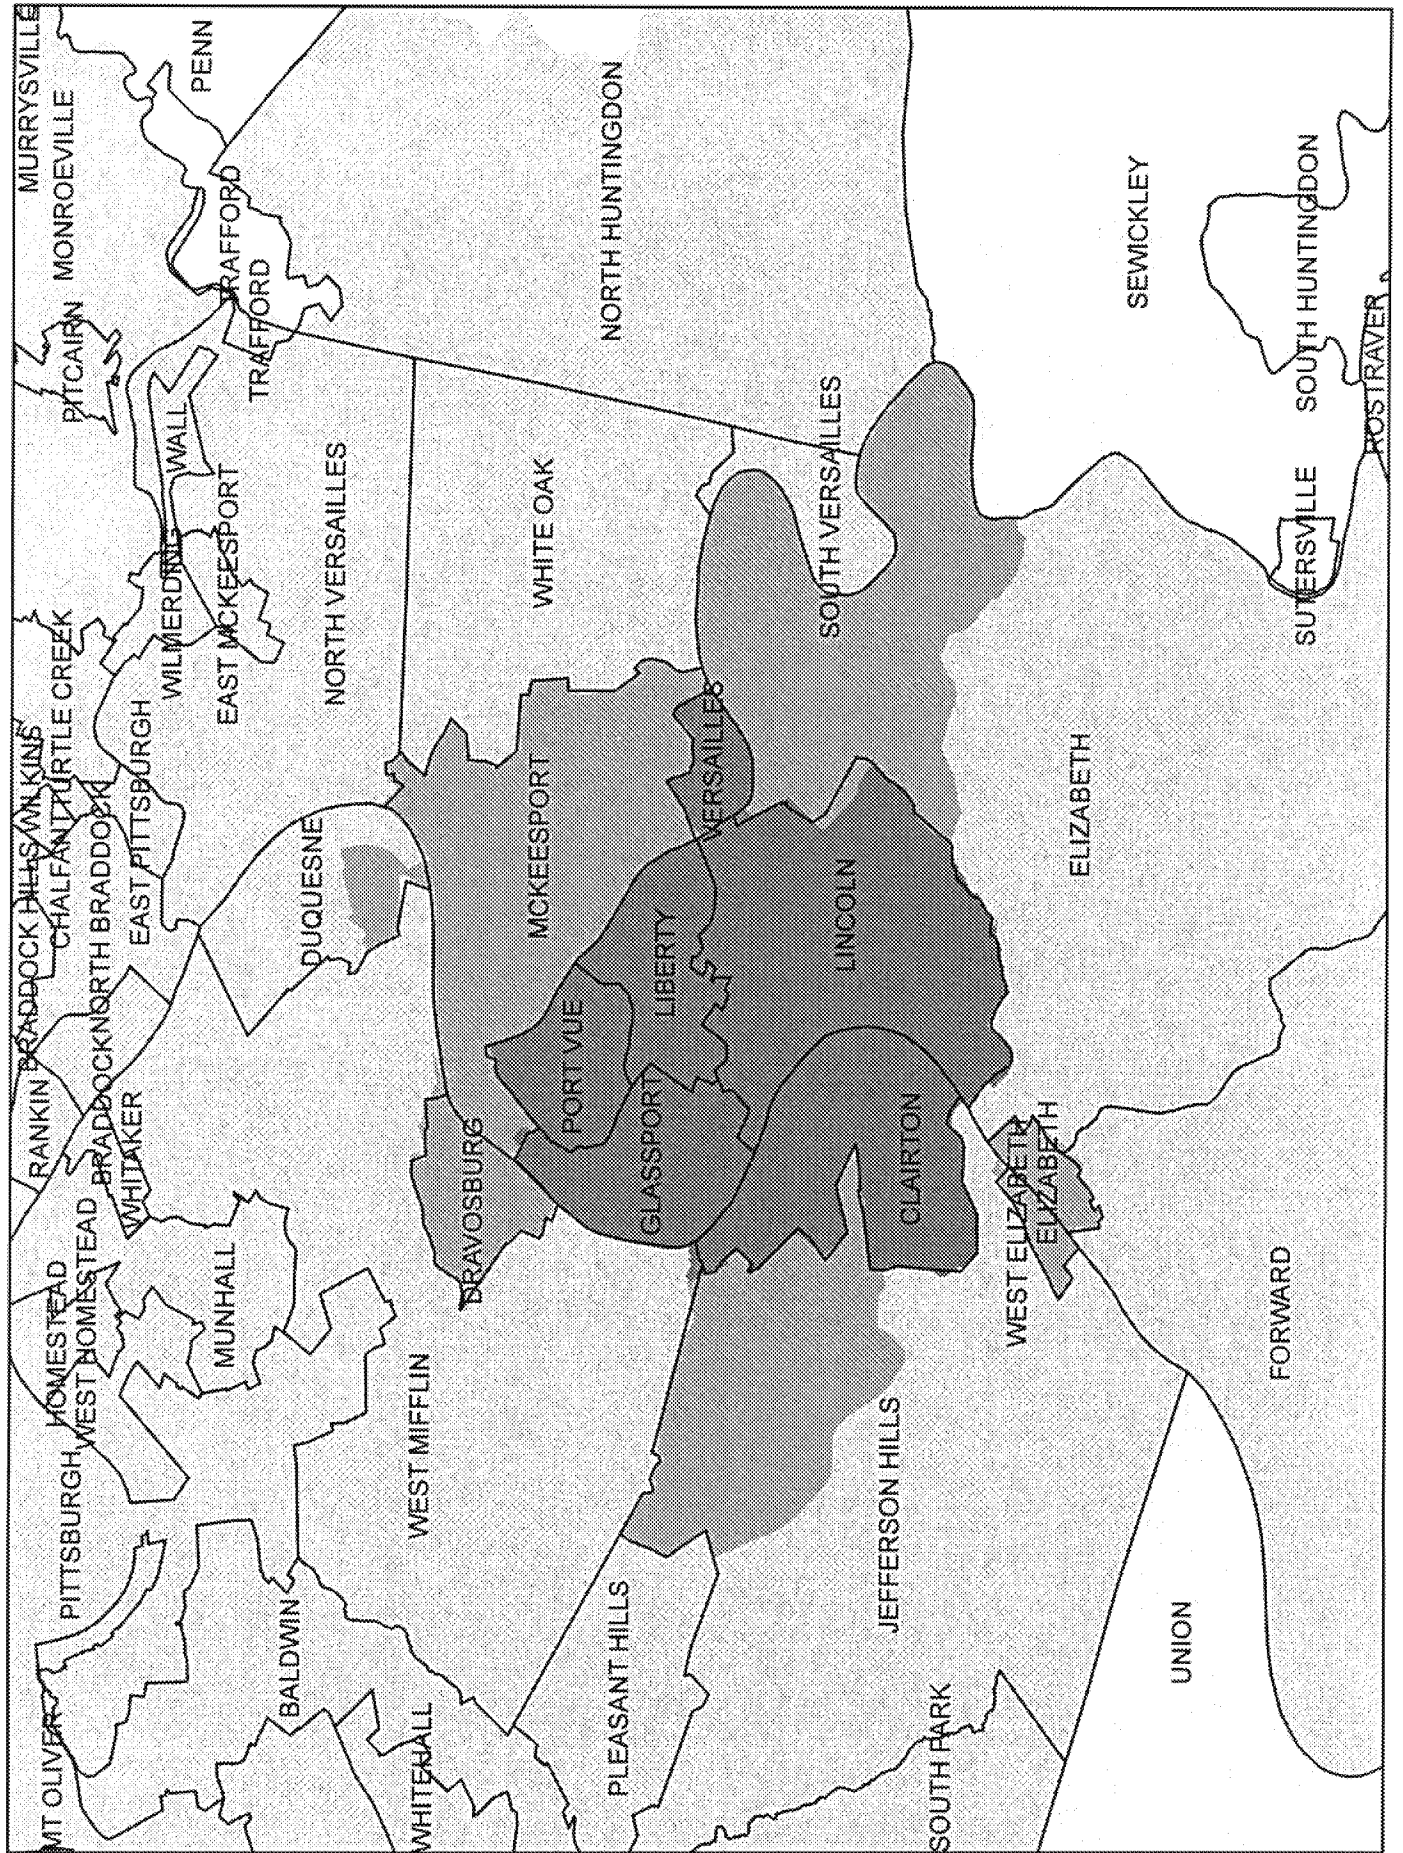 MT OLIVER
PITTSBURGH
HOMESTEAD
WEST HOMESTEAD
RANKIN
BRADDOCK HILLS
WILKINS
CHALFANT
TURTLE CREEK
PITCAIRN
MONROEVILLE
MURRYSVILLE
BRADDOCK
NORTH BRADDOCK
WHITAKER
EAST PITTSBURGH
WILMERDING
WALL
PENN
MUNHALL
EAST MCKEESPORT
TRAFFORD
TRAFFORD
BALDWIN
DUQUESNE
NORTH VERSAILLES
WHITEHALL
WEST MIFFLIN
DRAVOSBURG
MCKEESPORT
WHITE OAK
NORTH HUNTINGDON
PORT VUE
PLEASANT HILLS
GLASSPORT
LIBERTY
VERSAILLES
SOUTH VERSAILLES
LINCOLN
JEFFERSON HILLS
CLAIRTON
SOUTH PARK
WEST ELIZABETH
ELIZABETH
ELIZABETH
SEWICKLEY
UNION
FORWARD
SUTERSVILLE
SOUTH HUNTINGDON
ROSTRAVER